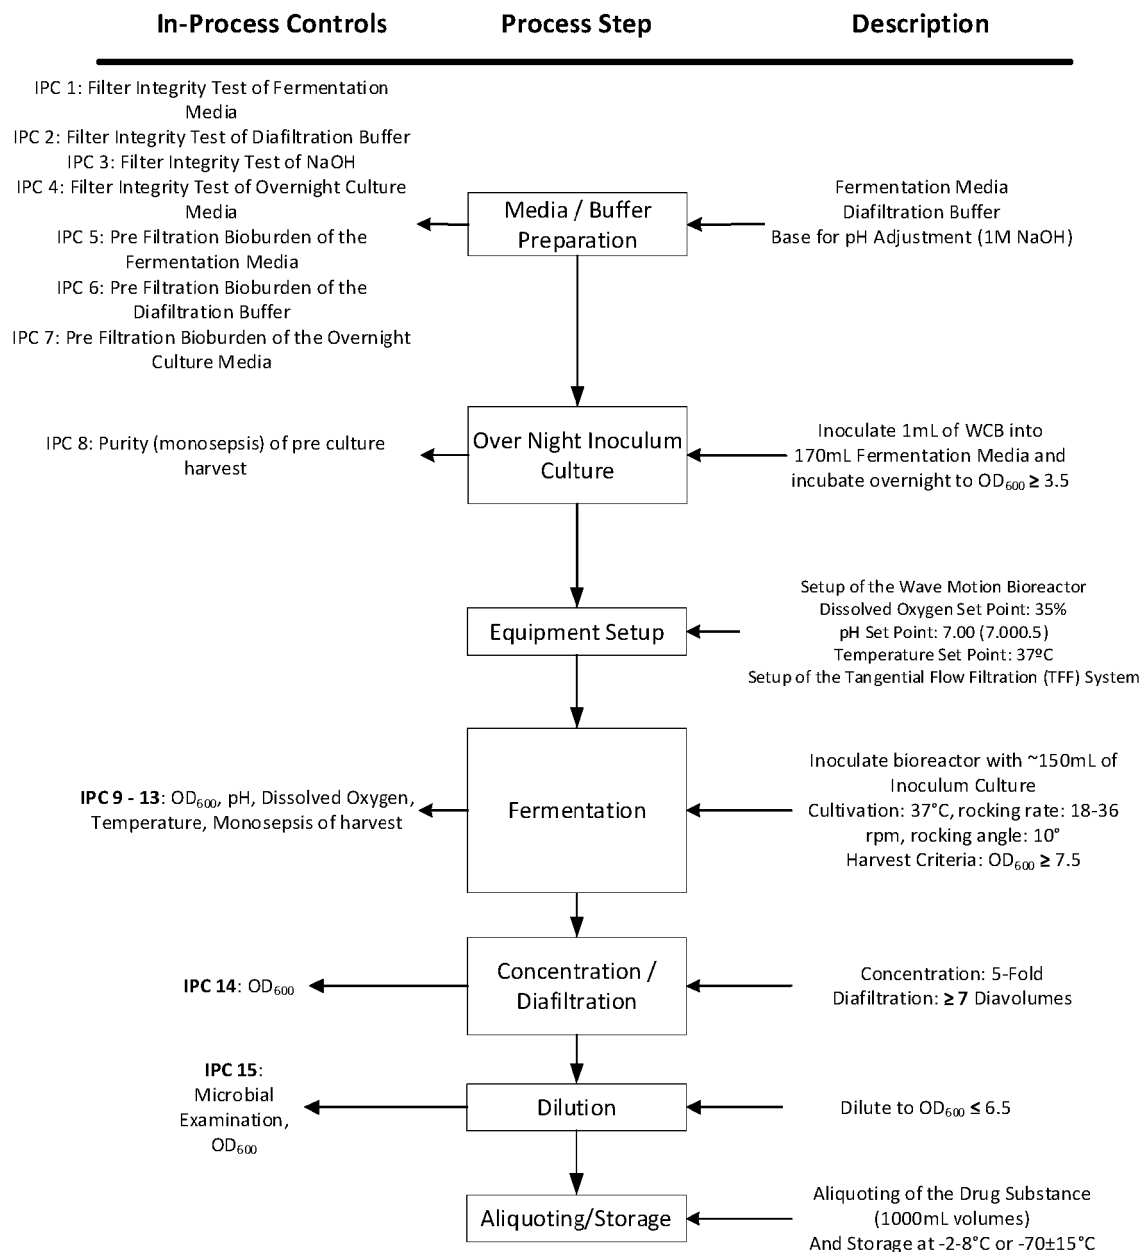 In-Process Controls Process Step Description
IPC 1: Filter Integrity Test of Fermentation
Media
IPC 2: Filter Integrity Test of Diafiltration Buffer
IPC 3: Filter Integrity Test of NaOH
IPC 4: Filter Integrity Test of Overnight Culture
Media
IPC 5: Pre Filtration Bioburden of the
Fermentation Media
IPC 6: Pre Filtration Bioburden of the
Diafiltration Buffer
IPC 7: Pre Filtration Bioburden of the Overnight
Culture Media
Media / Buffer
Preparation
Fermentation Media
Diafiltration Buffer
Base for pH Adjustment (1M NaOH)
IPC 8: Purity (monosepsis) of pre culture
harvest
Over Night Inoculum
Culture
Inoculate 1mL of WCB into
170mL Fermentation Media and
incubate overnight to OD600 ≥ 3.5
Equipment Setup
Setup of the Wave Motion Bioreactor
Dissolved Oxygen Set Point: 35%
pH Set Point: 7.00 (7.000.5)
Temperature Set Point: 37ºC
Setup of the Tangential Flow Filtration (TFF) System
IPC 9 - 13: OD600, pH, Dissolved Oxygen,
Temperature, Monosepsis of harvest
Fermentation
Inoculate bioreactor with ~150mL of
Inoculum Culture
Cultivation: 37°C, rocking rate: 18-36
rpm, rocking angle: 10°
Harvest Criteria: OD600 ≥ 7.5
IPC 14: OD600
Concentration /
Diafiltration
Concentration: 5-Fold
Diafiltration: ≥ 7 Diavolumes
IPC 15:
Microbial
Examination,
OD600
Dilution
Dilute to OD600 ≤ 6.5
Aliquoting/Storage
Aliquoting of the Drug Substance
(1000mL volumes)
And Storage at -2-8°C or -70±15°C